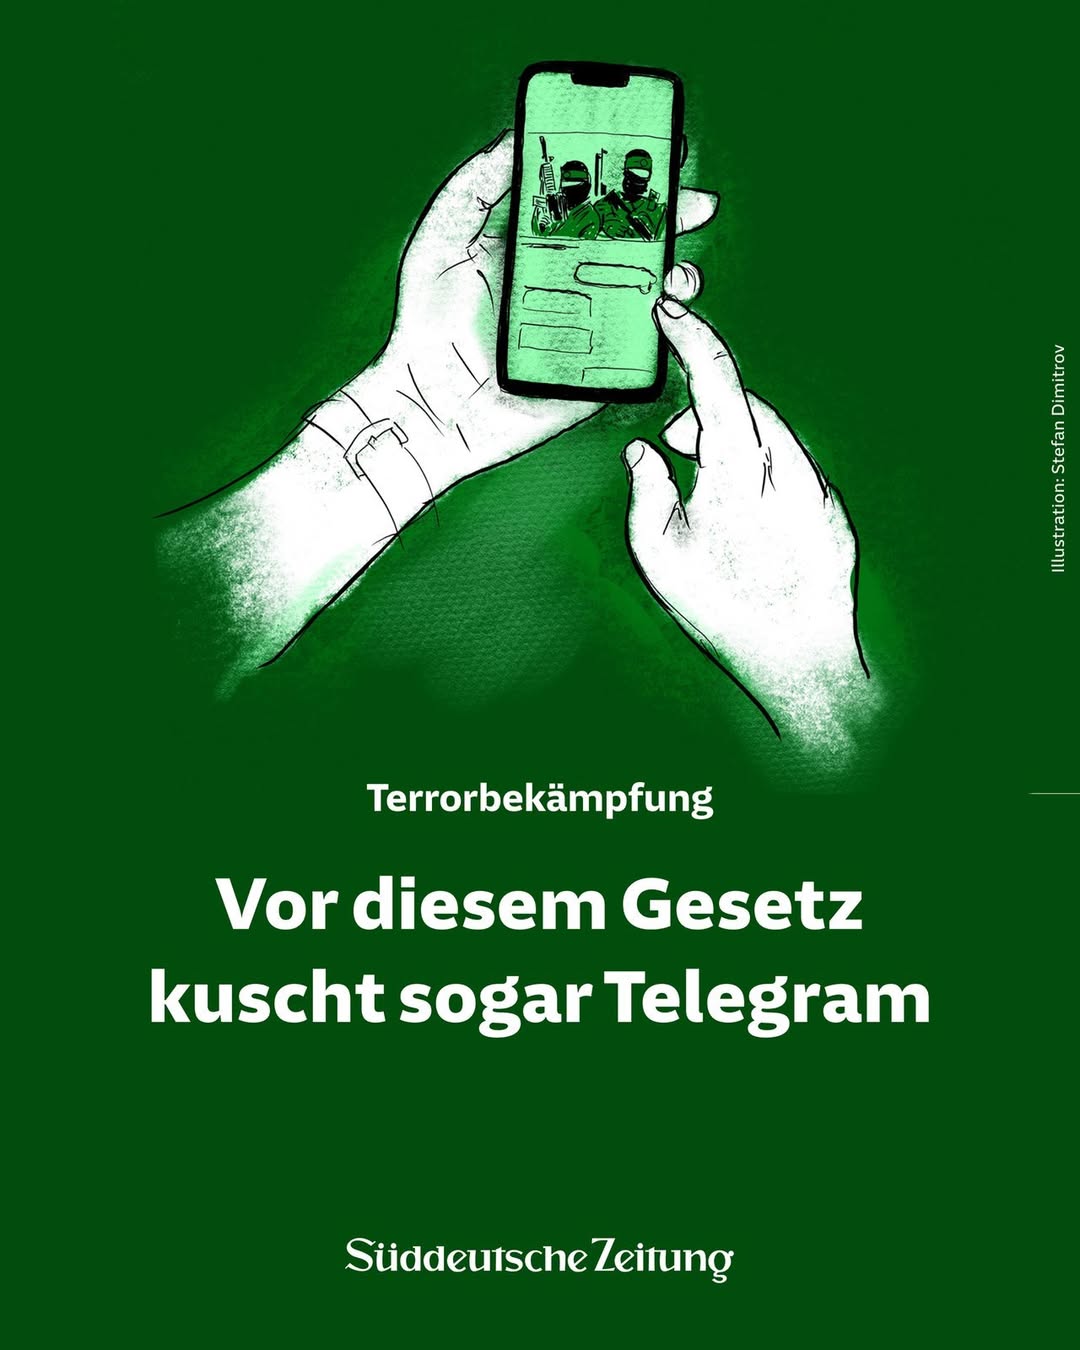 Illustration: Stefan Dimitrov
Terrorbekämpfung
Vor diesem Gesetz
kuscht sogar Telegram
Süddeutsche Zeitung